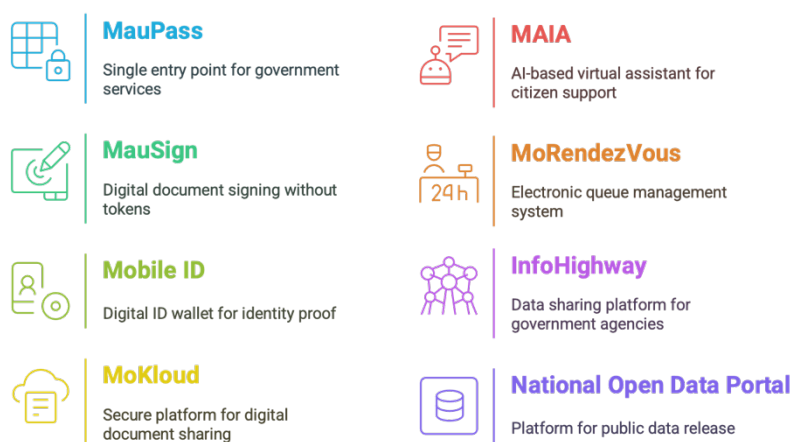 MauPass
Single entry point for government
services
MauSign
Digital document signing without
tokens
Mobile ID
Digital ID wallet for identity proof
MoKloud
Secure platform for digital
document sharing
MAIA
AI-based virtual assistant for
citizen support
24h
MoRendezVous
Electronic queue management
system
InfoHighway
Data sharing platform for
government agencies
National Open Data Portal
Platform for public data release